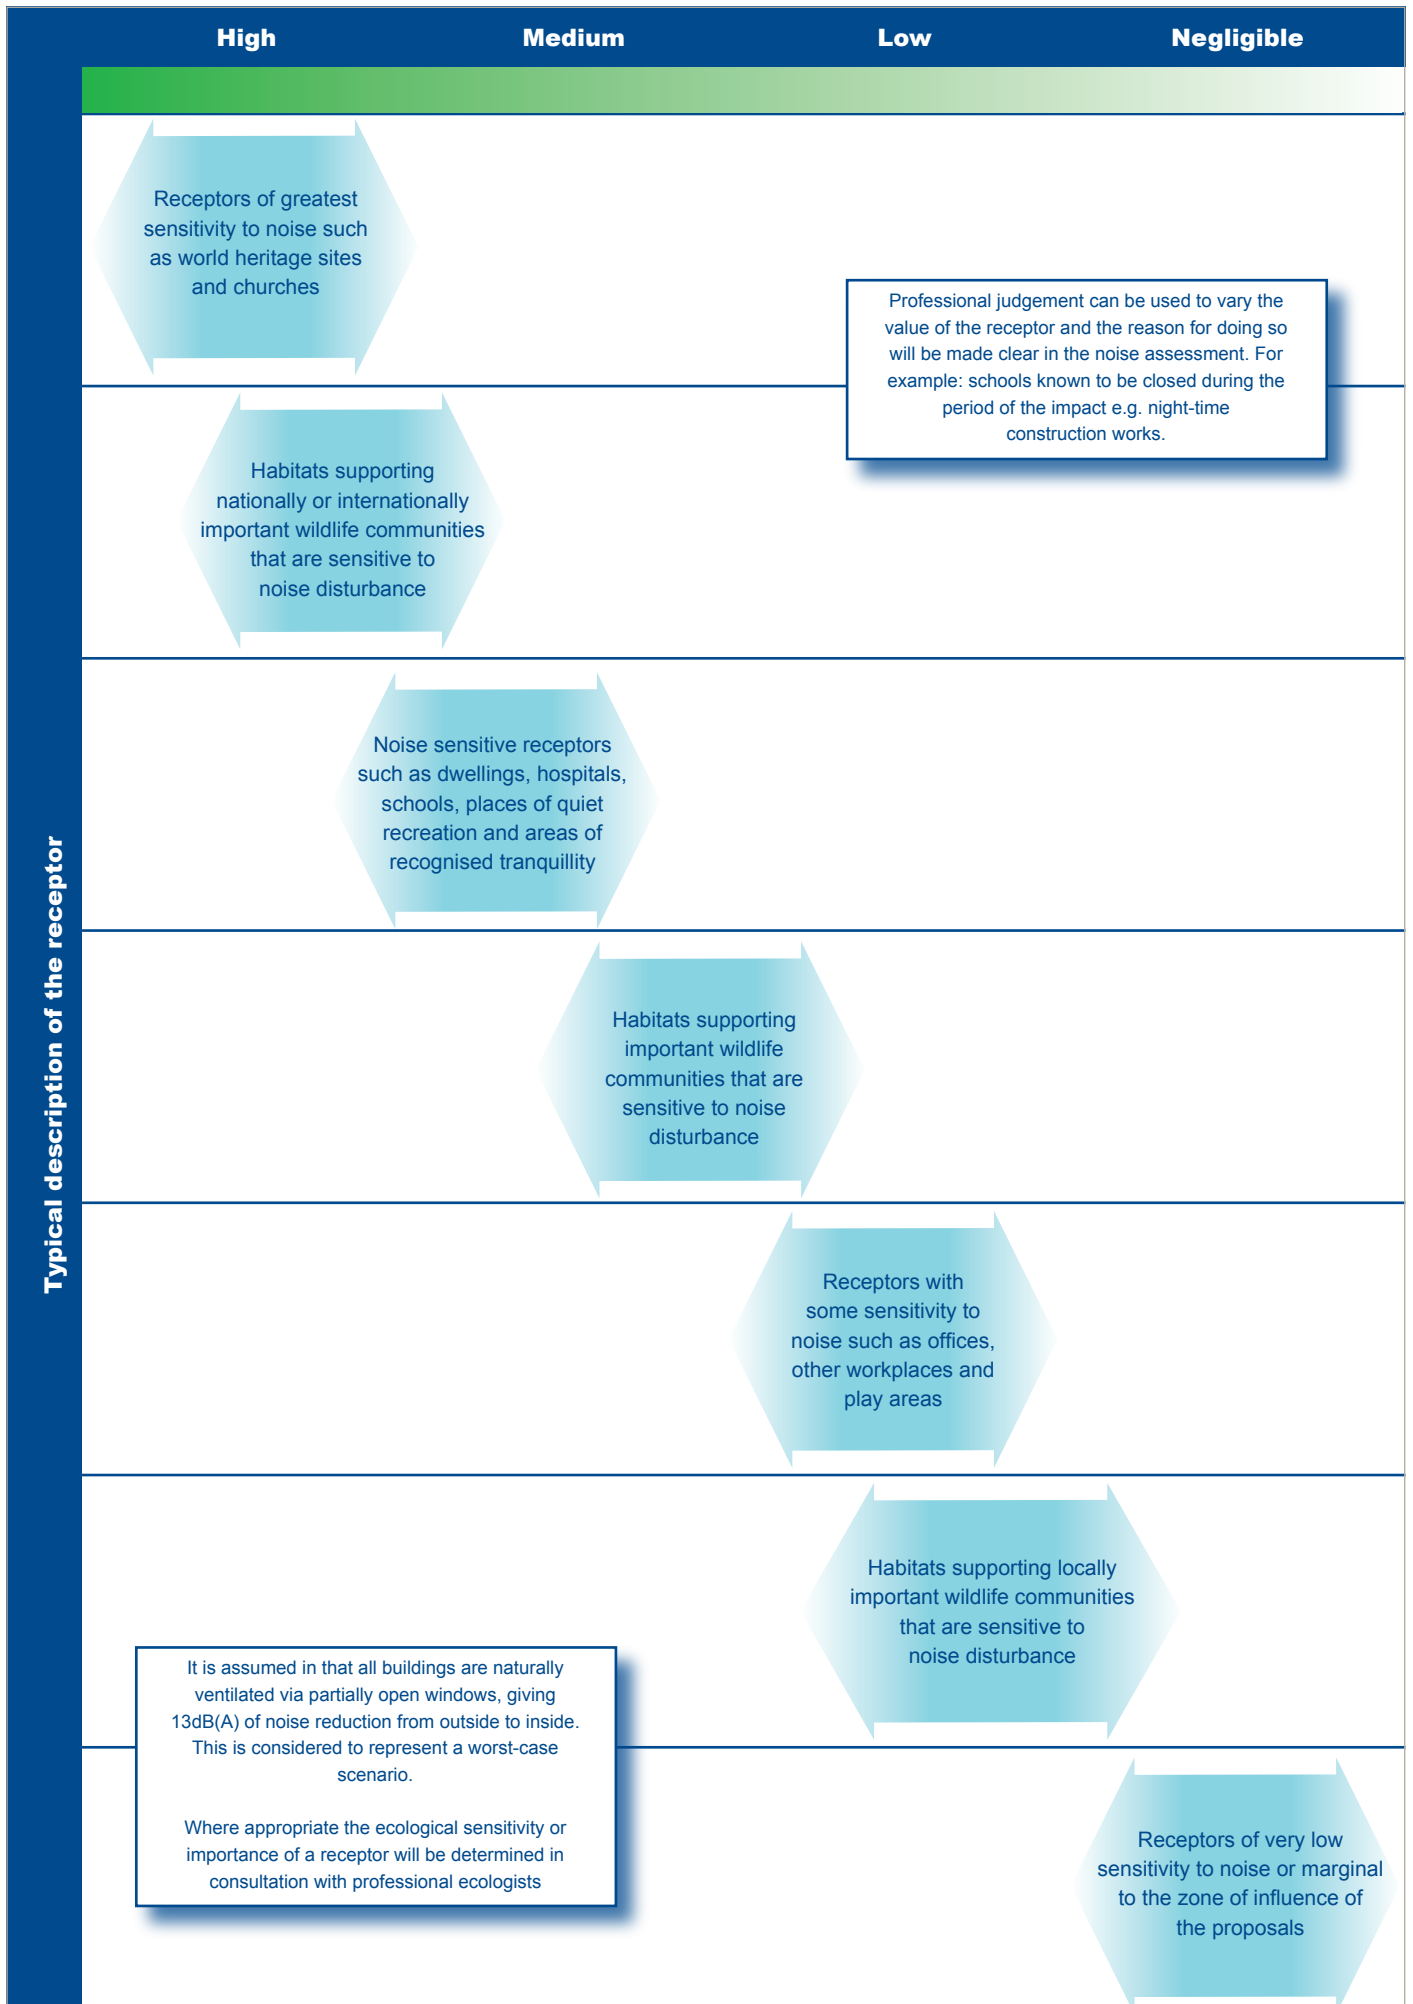 High
Medium
Low
Negligible
Typical description of the receptor
Receptors of greatest
sensitivity to noise such
as world heritage sites
and churches
Professional judgement can be used to vary the
value of the receptor and the reason for doing so
will be made clear in the noise assessment. For
example: schools known to be closed during the
period of the impact e.g. night-time
construction works.
Habitats supporting
nationally or internationally
important wildlife communities
that are sensitive to
noise disturbance
Noise sensitive receptors
such as dwellings, hospitals,
schools, places of quiet
recreation and areas of
recognised tranquillity
Habitats supporting
important wildlife
communities that are
sensitive to noise
disturbance
Receptors with
some sensitivity to
noise such as offices,
other workplaces and
play areas
Habitats supporting locally
important wildlife communities
that are sensitive to
noise disturbance
It is assumed in that all buildings are naturally
ventilated via partially open windows, giving
13dB(A) of noise reduction from outside to inside.
This is considered to represent a worst-case
scenario.
Where appropriate the ecological sensitivity or
importance of a receptor will be determined in
consultation with professional ecologists
Receptors of very low
sensitivity to noise or marginal
to the zone of influence of
the proposals